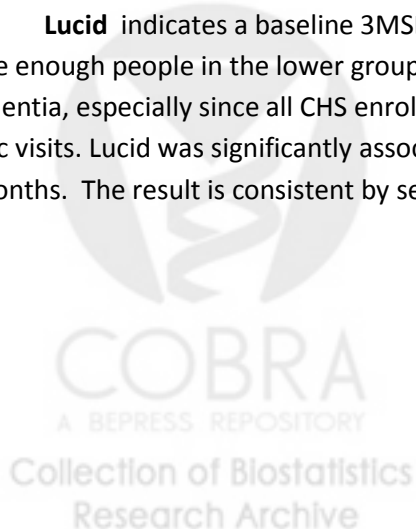 Lucid indicates a baseline 3MS
e enough people in the lower group
entia, especially since all CHS enrol
c visits. Lucid was significantly assoc
onths. The result is consistent by se
COBRA
A BEPRESS REPOSITORY
Collection of Biostatistics
Research Archive